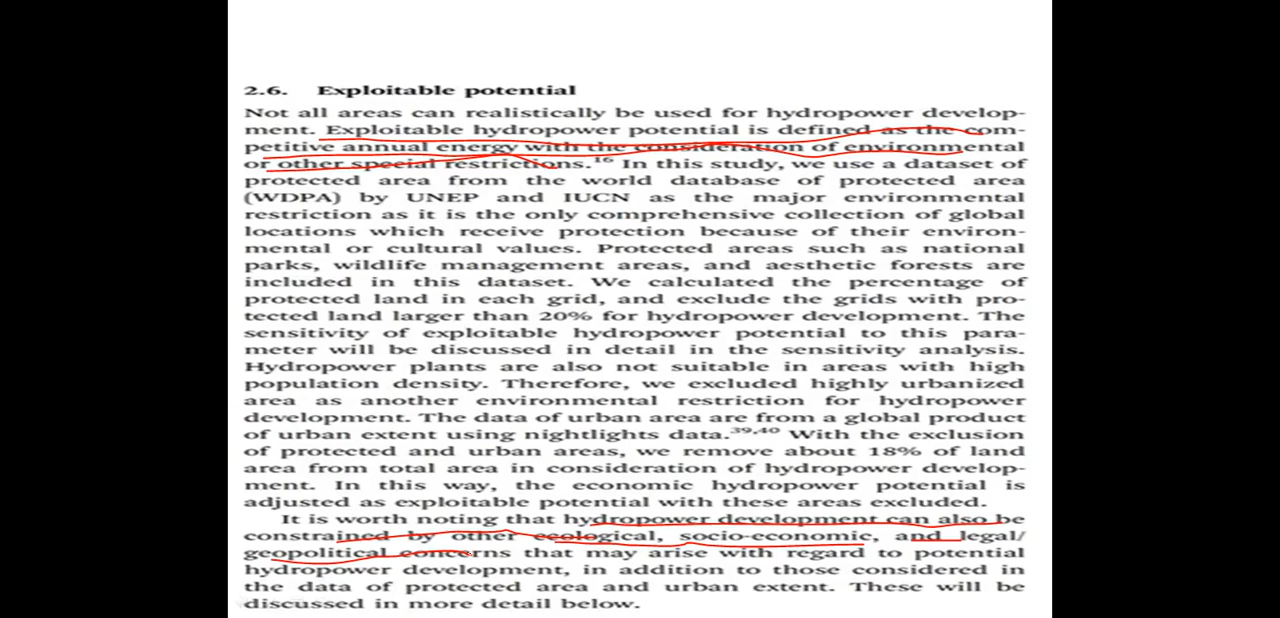 2.6. Exploitable potential
Not all areas can realistically be used for hydropower develop-
ment. Exploitable hydropower potential is defined as the com-
petitive annual energy with the consideration of environmental
or other special restrictions.16 In this study, we use a dataset of
protected area from the world database of protected area
(WDPA) by UNEP and IUCN as the major environmental
restriction as it is the only comprehensive collection of global
locations which receive protection because of their environ-
mental or cultural values. Protected areas such as national
parks, wildlife management areas, and aesthetic forests are
included in this dataset. We calculated the percentage of
protected land in each grid, and exclude the grids with pro-
tected land larger than 20% for hydropower development. The
sensitivity of exploitable hydropower potential to this para-
meter will be discussed in detail in the sensitivity analysis.
Hydropower plants are also not suitable in areas with high
population density. Therefore, we excluded highly urbanized
area as another environmental restriction for hydropower
development. The data of urban area are from a global product
of urban extent using nightlights data.39,40 With the exclusion
of protected and urban areas, we remove about 18% of land
area from total area in consideration of hydropower develop-
ment. In this way, the economic hydropower potential is
adjusted as exploitable potential with these areas excluded.
It is worth noting that hydropower development can also be
constrained by other ecological, socio-economic, and legal/
geopolitical concerns that may arise with regard to potential
hydropower development, in addition to those considered in
the data of protected area and urban extent. These will be
discussed in more detail below.